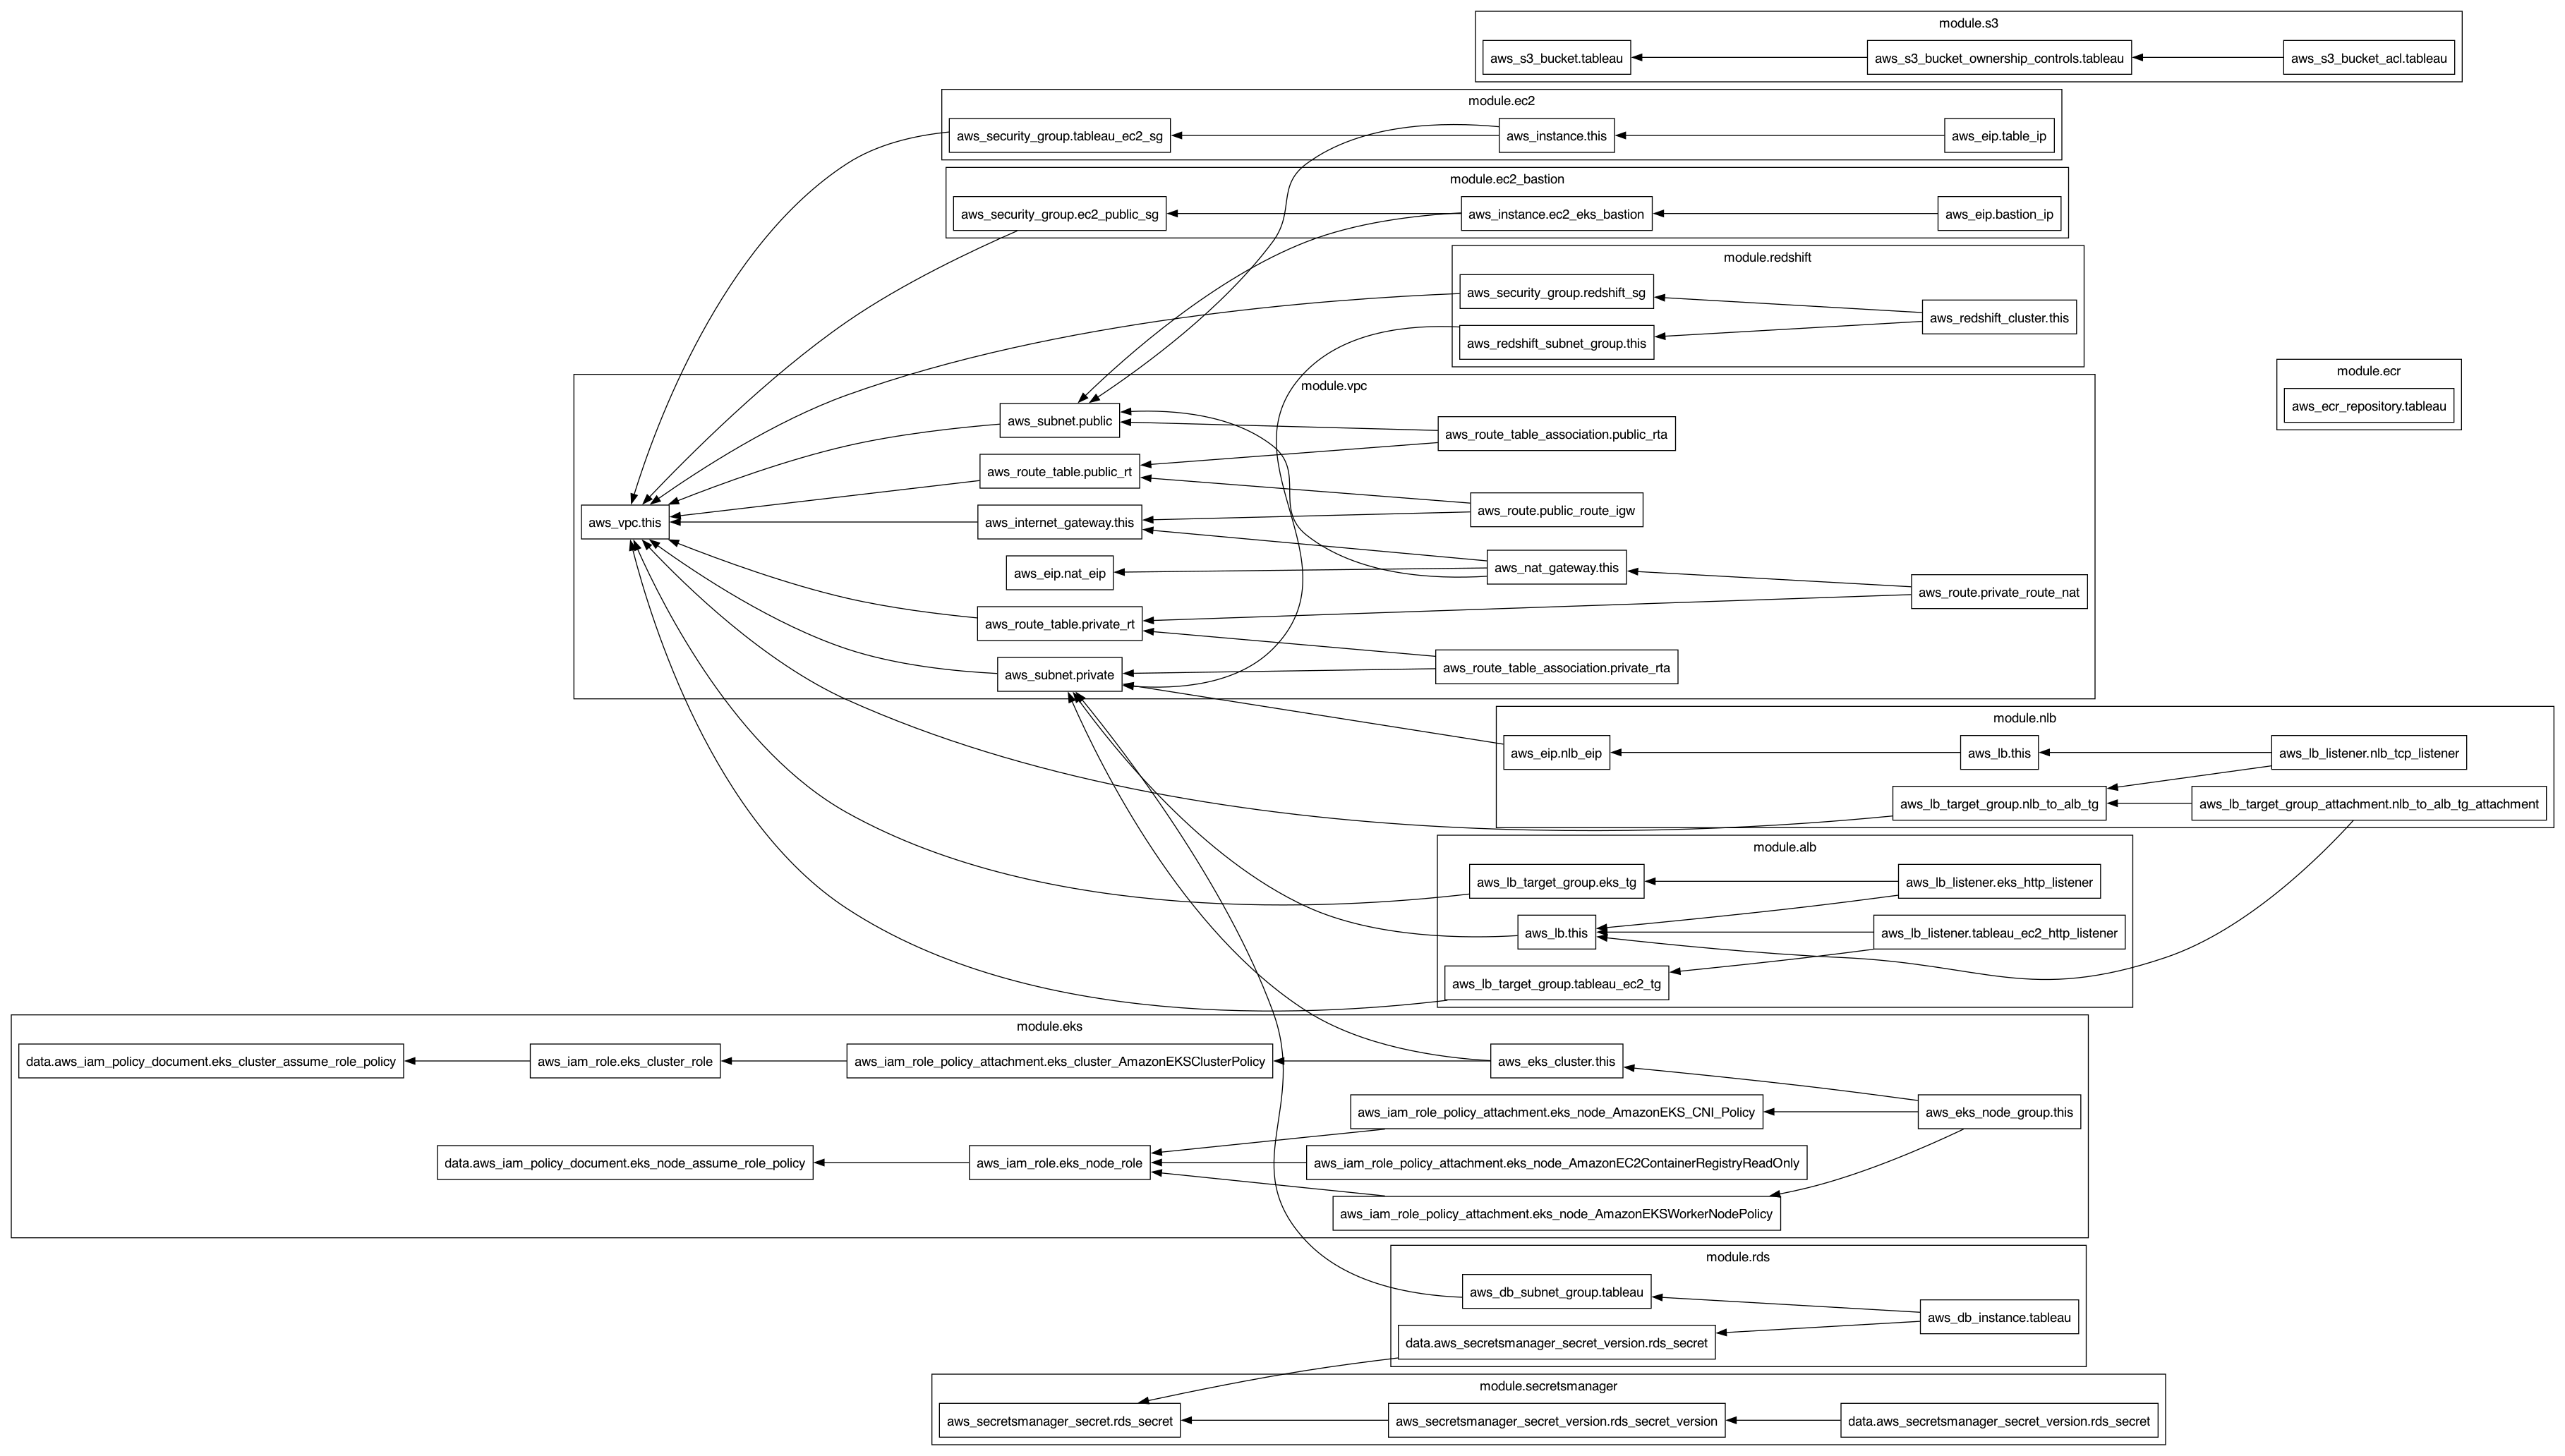 module.s3
aws_s3_bucket.tableau
aws_s3_bucket_ownership_controls.tableau
aws_s3_bucket_acl.tableau
module.ec2
aws_security_group.tableau_ec2_sg
aws_instance.this
aws_eip.table_ip
module.ec2_bastion
aws_security_group.ec2_public_sg
aws_instance.ec2_eks_bastion
aws_eip.bastion_ip
module.redshift
aws_security_group.redshift_sg
aws_redshift_cluster.this
aws_redshift_subnet_group.this
module.ecr
aws_ecr_repository.tableau
module.vpc
aws_subnet.public
aws_route_table_association.public_rta
aws_route_table.public_rt
aws_route.public_route_igw
aws_vpc.this
aws_internet_gateway.this
aws_eip.nat_eip
aws_nat_gateway.this
aws_route.private_route_nat
aws_route_table.private_rt
aws_route_table_association.private_rta
aws_subnet.private
module.nlb
aws_eip.nlb_eip
aws_lb.this
aws_lb_listener.nlb_tcp_listener
aws_lb_target_group.nlb_to_alb_tg
aws_lb_target_group_attachment.nlb_to_alb_tg_attachment
module.alb
aws_lb_target_group.eks_tg
aws_lb_listener.eks_http_listener
aws_lb.this
aws_lb_listener.tableau_ec2_http_listener
aws_lb_target_group.tableau_ec2_tg
module.eks
data.aws_iam_policy_document.eks_cluster_assume_role_policy
aws_iam_role.eks_cluster_role
aws_iam_role_policy_attachment.eks_cluster_AmazonEKSClusterPolicy
aws_eks_cluster.this
aws_iam_role_policy_attachment.eks_node_AmazonEKS_CNI_Policy
aws_eks_node_group.this
data.aws_iam_policy_document.eks_node_assume_role_policy
aws_iam_role.eks_node_role
aws_iam_role_policy_attachment.eks_node_AmazonEC2ContainerRegistryReadOnly
aws_iam_role_policy_attachment.eks_node_AmazonEKSWorkerNodePolicy
module.rds
aws_db_subnet_group.tableau
aws_db_instance.tableau
data.aws_secretsmanager_secret_version.rds_secret
module.secretsmanager
aws_secretsmanager_secret.rds_secret
aws_secretsmanager_secret_version.rds_secret_version
data.aws_secretsmanager_secret_version.rds_secret